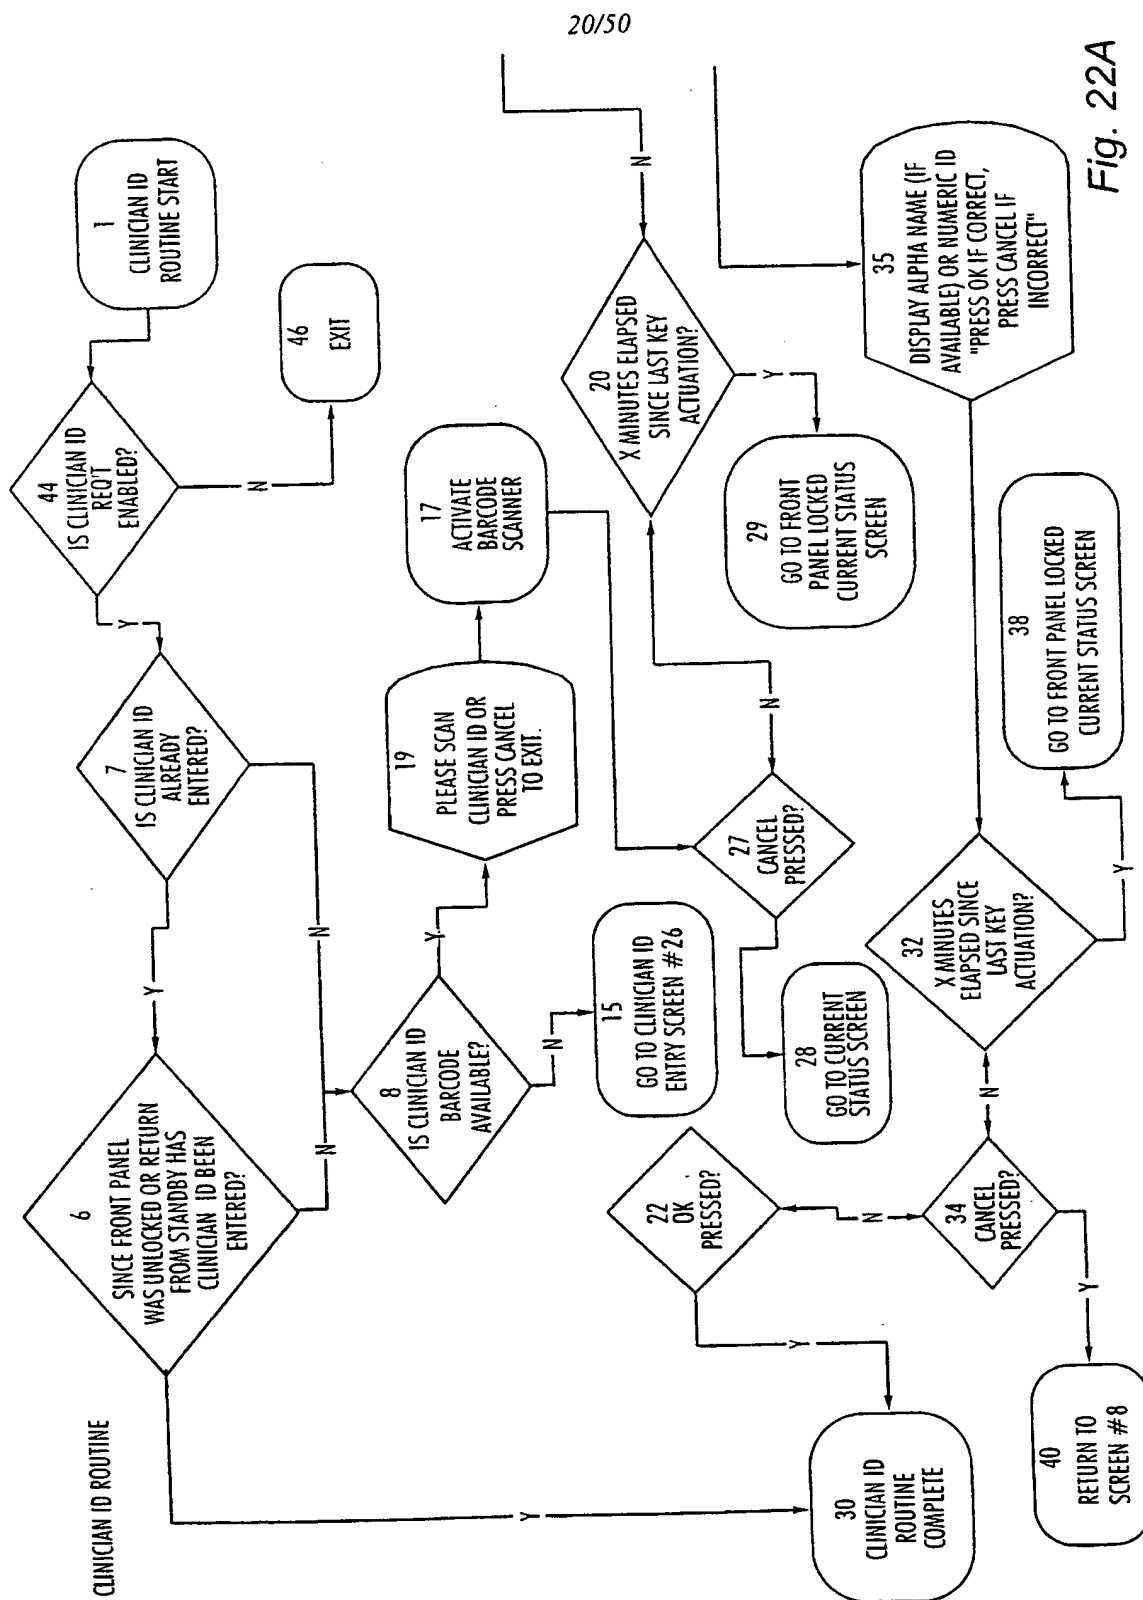 20/50
CLINICIAN ID ROUTINE
1
CLINICIAN ID
ROUTINE START
44
IS CLINICIAN ID
REQ'T
ENABLED?
N
46
EXIT
Y
7
IS CLINICIAN ID
ALREADY
ENTERED?
Y
N
6
SINCE FRONT PANEL
WAS UNLOCKED OR RETURN
FROM STANDBY HAS
CLINICIAN ID BEEN
ENTERED?
N
Y
8
IS CLINICIAN ID
BARCODE
AVAILABLE?
Y
N
19
PLEASE SCAN
CLINICIAN ID OR
PRESS CANCEL
TO EXIT.
17
ACTIVATE
BARCODE
SCANNER
15
GO TO CLINICIAN ID
ENTRY SCREEN #26
27
CANCEL
PRESSED?
N
28
GO TO CURRENT
STATUS SCREEN
N
20
X MINUTES ELAPSED
SINCE LAST KEY
ACTUATION?
Y
29
GO TO FRONT
PANEL LOCKED
CURRENT STATUS
SCREEN
35
DISPLAY ALPHA NAME (IF
AVAILABLE) OR NUMERIC ID
"PRESS OK IF CORRECT,
PRESS CANCEL IF
INCORRECT"
32
X MINUTES
ELAPSED SINCE
LAST KEY
ACTUATION?
Y
38
GO TO FRONT PANEL LOCKED
CURRENT STATUS SCREEN
N
34
CANCEL
PRESSED?
Y
40
RETURN TO
SCREEN #8
N
22
OK
PRESSED?
Y
30
CLINICIAN ID
ROUTINE
COMPLETE
Fig. 22A